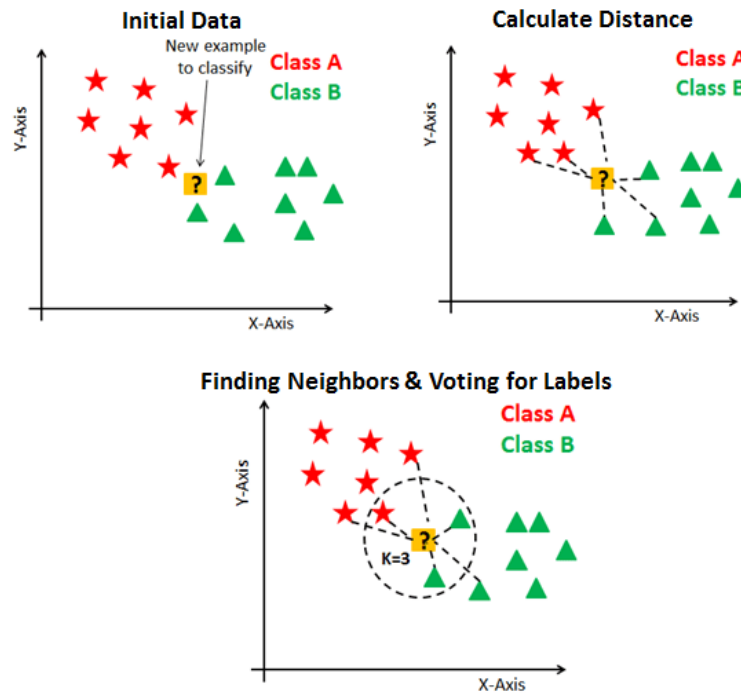 Initial Data
New example
to classify
Class A
Class B
?
Y-Axis
X-Axis
Calculate Distance
Class A
Class B
?
Y-Axis
X-Axis
Finding Neighbors & Voting for Labels
Class A
Class B
?
K=3
Y-Axis
X-Axis